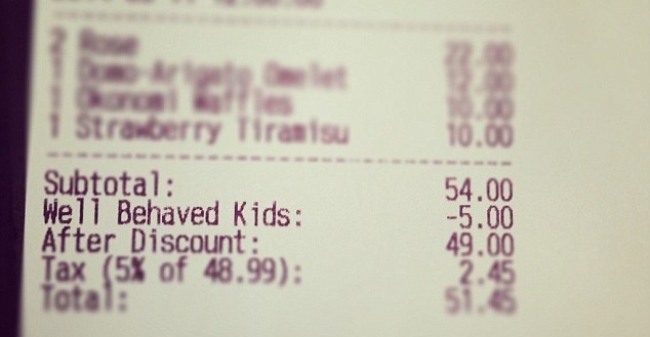 2 Rose 22.00
1 Domo-Arigato Omelet 12.00
1 Okonomi Waffles 10.00
1 Strawberry Tiramisu 10.00
Subtotal: 54.00
Well Behaved Kids: -5.00
After Discount: 49.00
Tax (5% of 48.99): 2.45
Total: 51.45